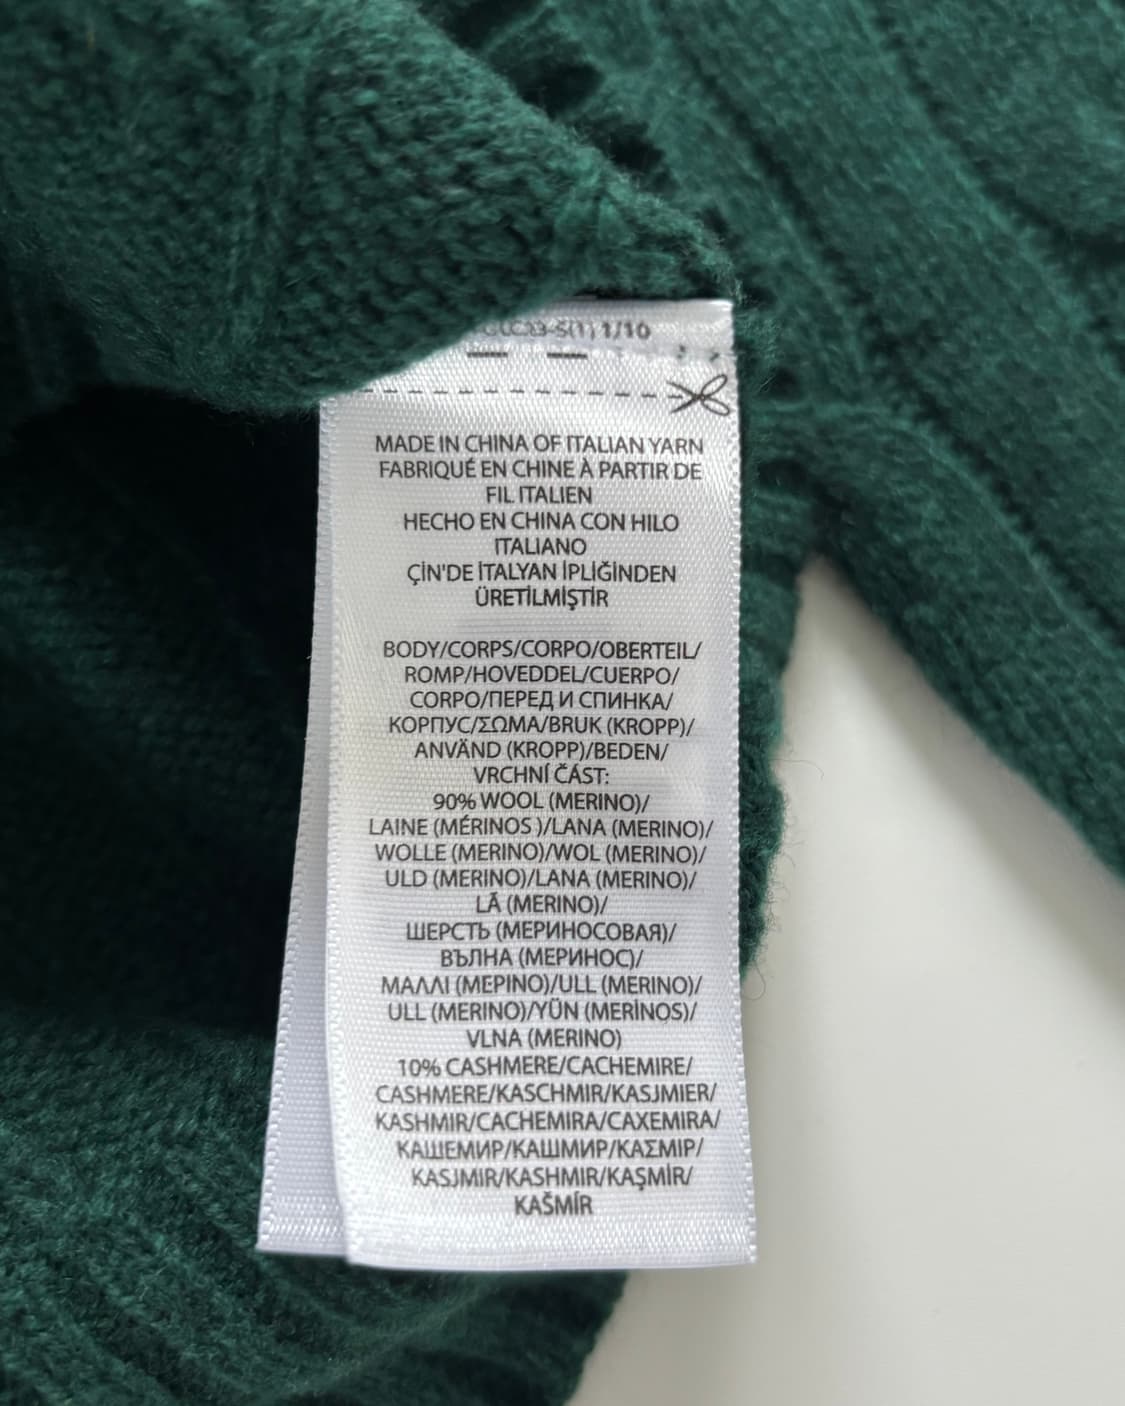 1/10
MADE IN CHINA OF ITALIAN YARN
FABRIQUÉ EN CHINE À PARTIR DE
FIL ITALIEN
HECHO EN CHINA CON HILO
ITALIANO
ÇİN'DE İTALYAN İPLİĞİNDEN
ÜRETİLMİŞTİR
BODY/CORPS/CORPO/OBERTEIL/
ROMP/HOVEDDEL/CUERPO/
CORPO/ПЕРЕД И СПИНКА/
КОРПУС/ΣΩΜΑ/BRUK (KROPP)/
ANVÄND (KROPP)/BEDEN/
VRCHNÍ ČÁST:
90% WOOL (MERINO)/
LAINE (MÉRINOS )/LANA (MERINO)/
WOLLE (MERINO)/WOL (MERINO)/
ULD (MERINO)/LANA (MERINO)/
LÃ (MERINO)/
ШЕРСТЬ (МЕРИНОСОВАЯ)/
ВЪЛНА (МЕРИНОС)/
ΜΑΛΛΙ (ΜΕΡΙΝΟ)/ULL (MERINO)/
ULL (MERINO)/YÜN (MERİNOS)/
VLNA (MERINO)
10% CASHMERE/CACHEMIRE/
CASHMERE/KASCHMIR/KASJMIER/
KASHMIR/CACHEMIRA/CAXEMIRA/
КАШЕМИР/КАШМИР/ΚΑΣΜΙΡ/
KASJMIR/KASHMIR/KAŞMİR/
KAŠMÍR